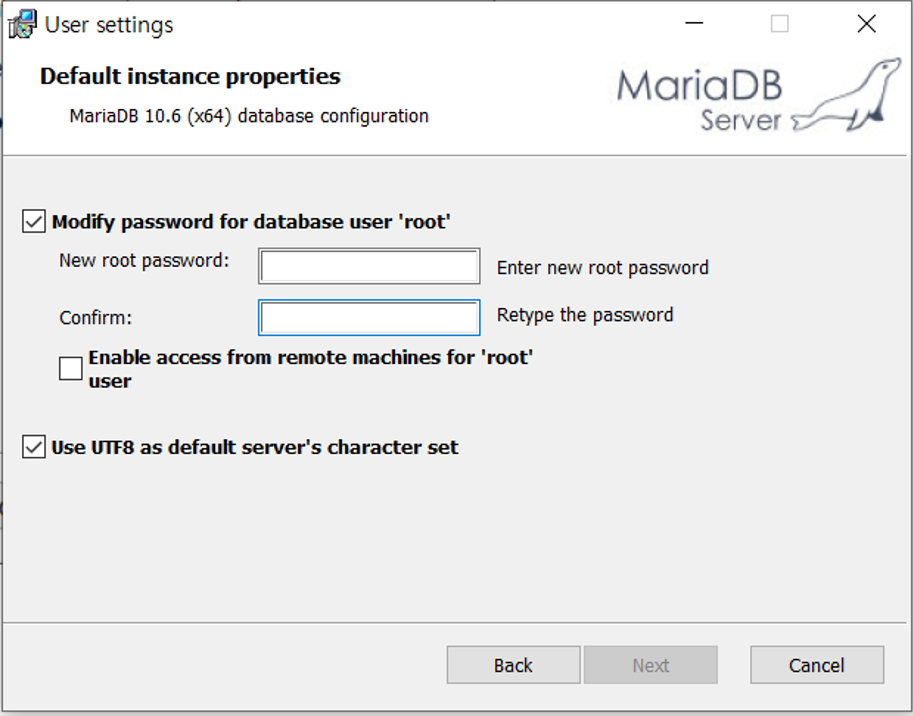 User settings
Default instance properties
MariaDB 10.6 (x64) database configuration
MariaDB
Server
Modify password for database user 'root'
New root password:
Enter new root password
Confirm:
Retype the password
Enable access from remote machines for 'root'
user
Use UTF8 as default server's character set
Back
Next
Cancel